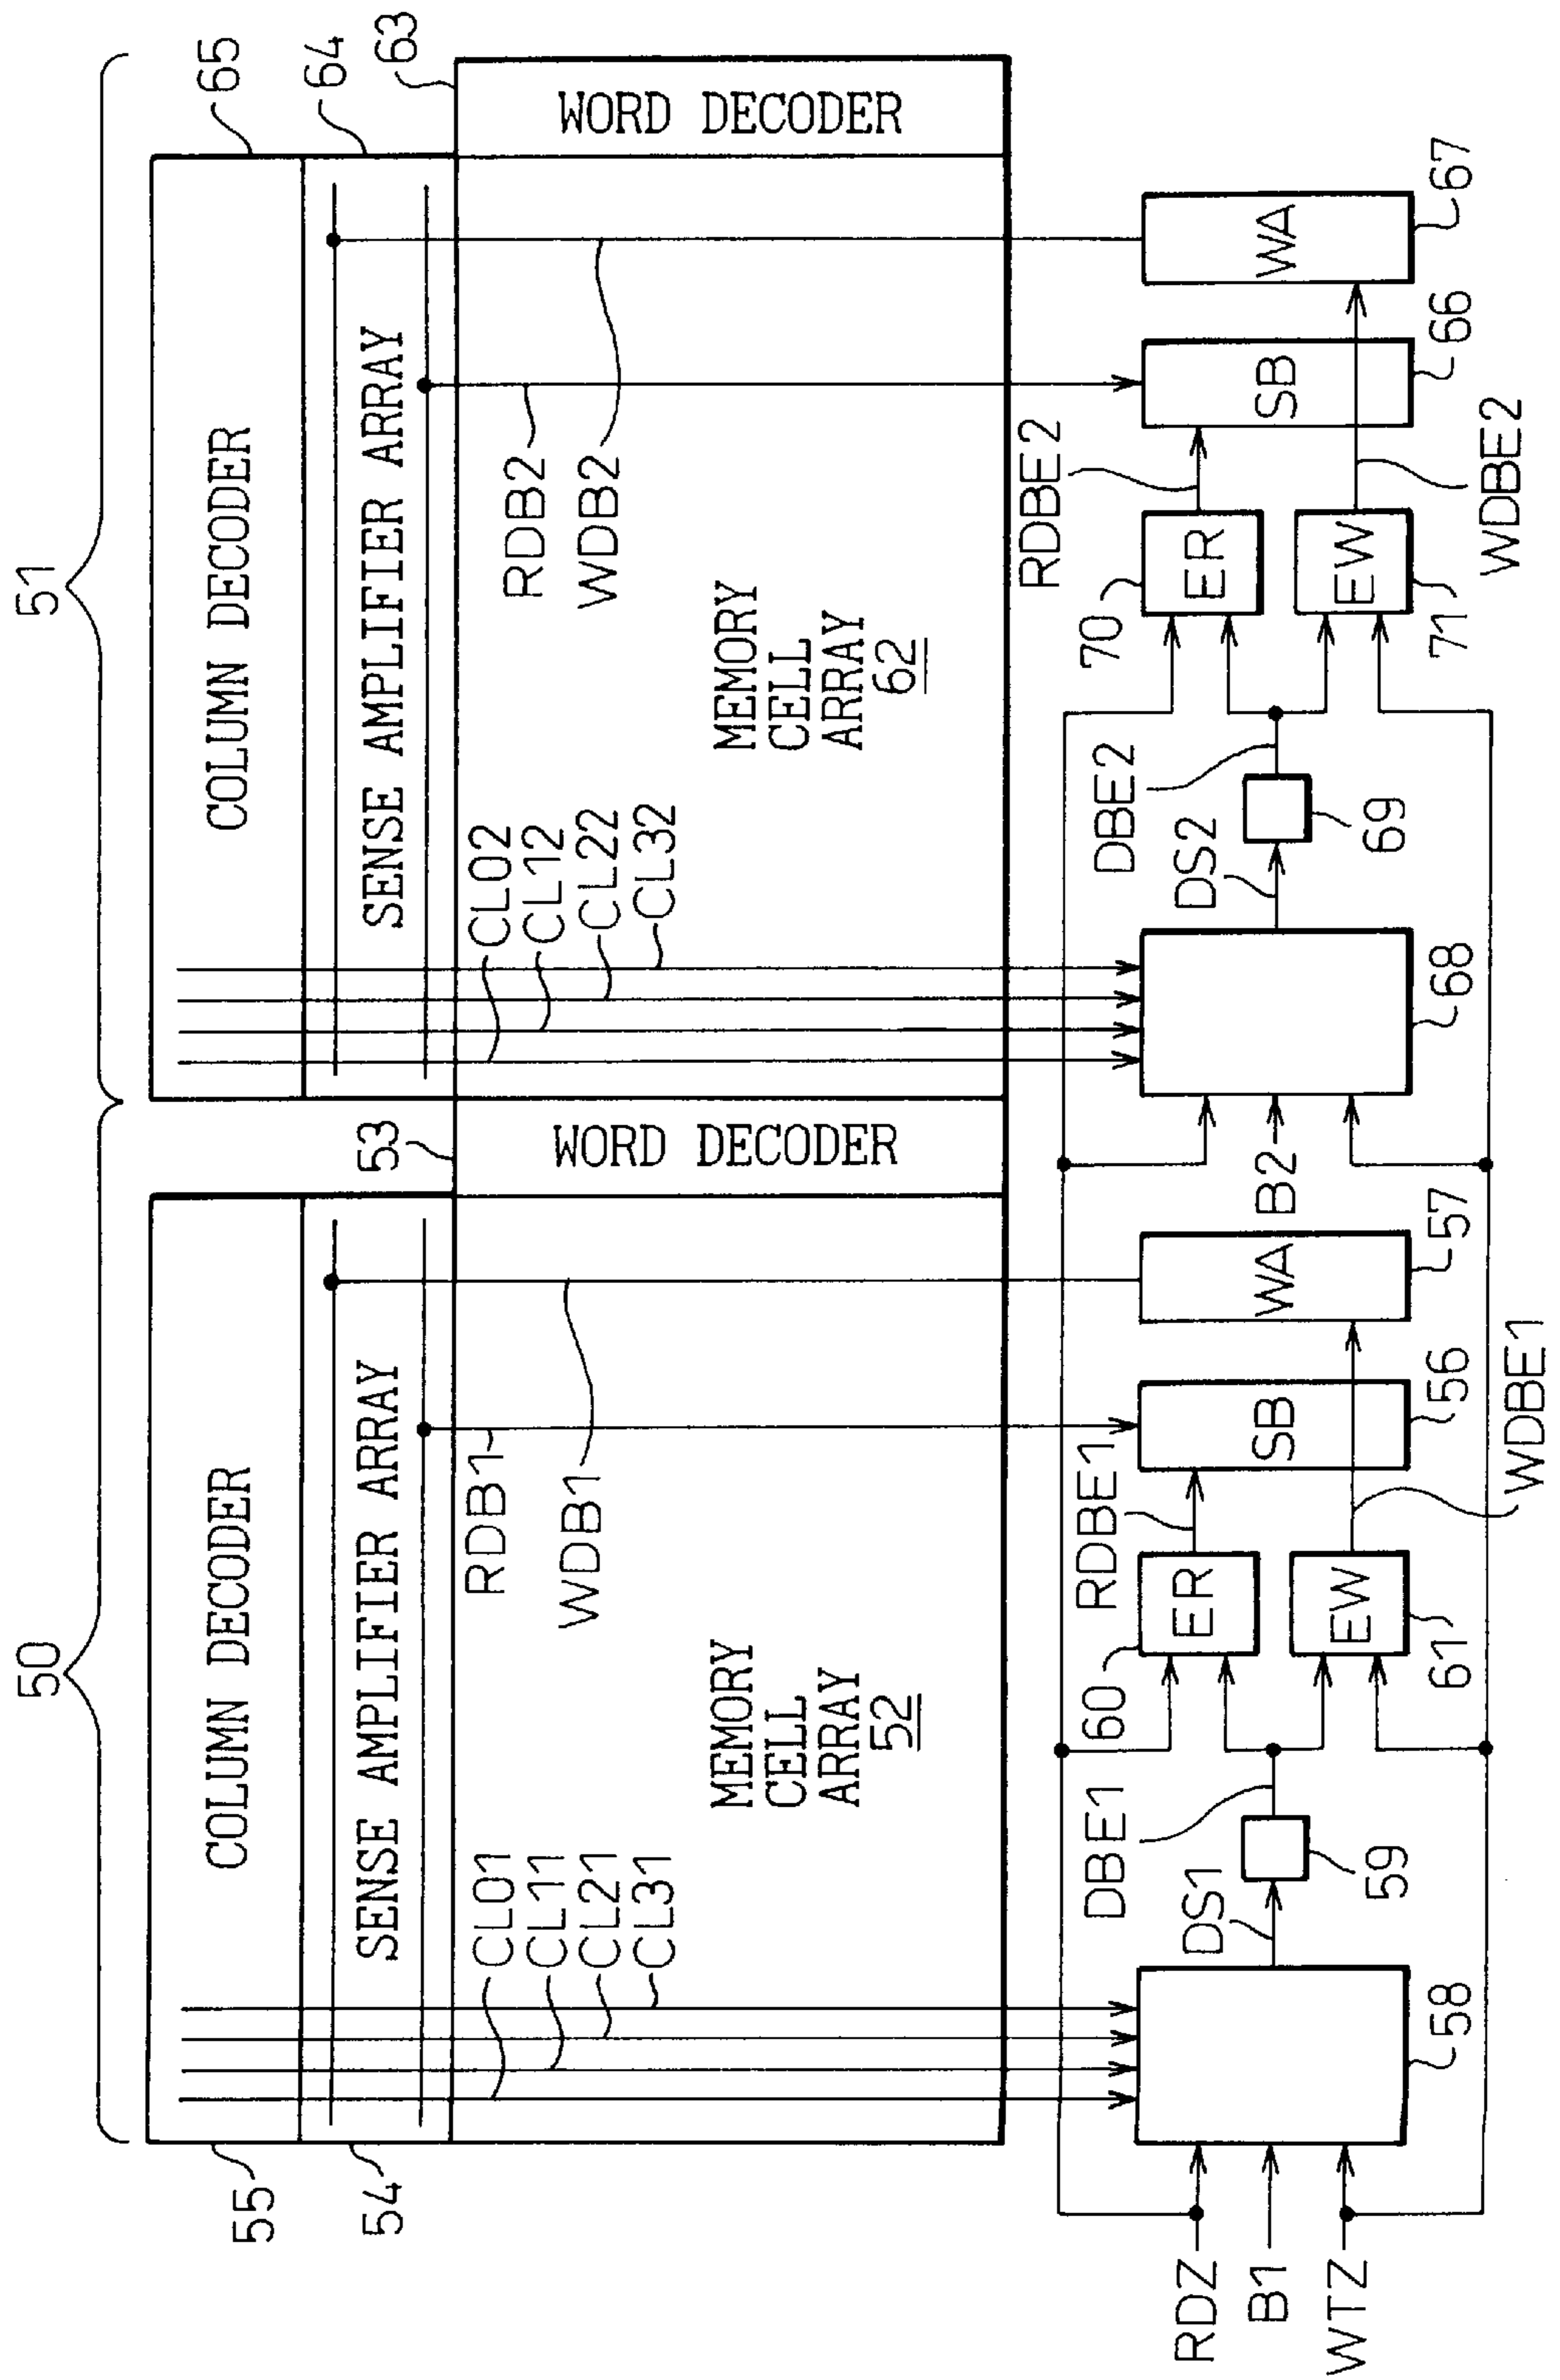 50
51
55
54
53
65
64
63
COLUMN DECODER
COLUMN DECODER
SENSE AMPLIFIER ARRAY
SENSE AMPLIFIER ARRAY
CL01
CL11
CL21
CL31
RDB1
WDB1
MEMORY
CELL
ARRAY
52
WORD DECODER
CL02
CL12
CL22
CL32
RDB2
WDB2
MEMORY
CELL
ARRAY
62
WORD DECODER
RDZ
B1
WTZ
58
DS1
59
DBE1
60
ER
EW
61
RDBE1
WDBE1
SB
56
WA
57
B2
68
DS2
69
DBE2
70
ER
EW
71
RDBE2
WDBE2
SB
66
WA
67